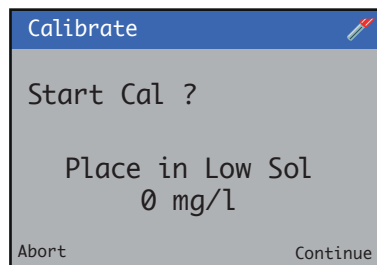 Calibrate
Start Cal ?
Place in Low Sol
0 mg/l
Abort Continue